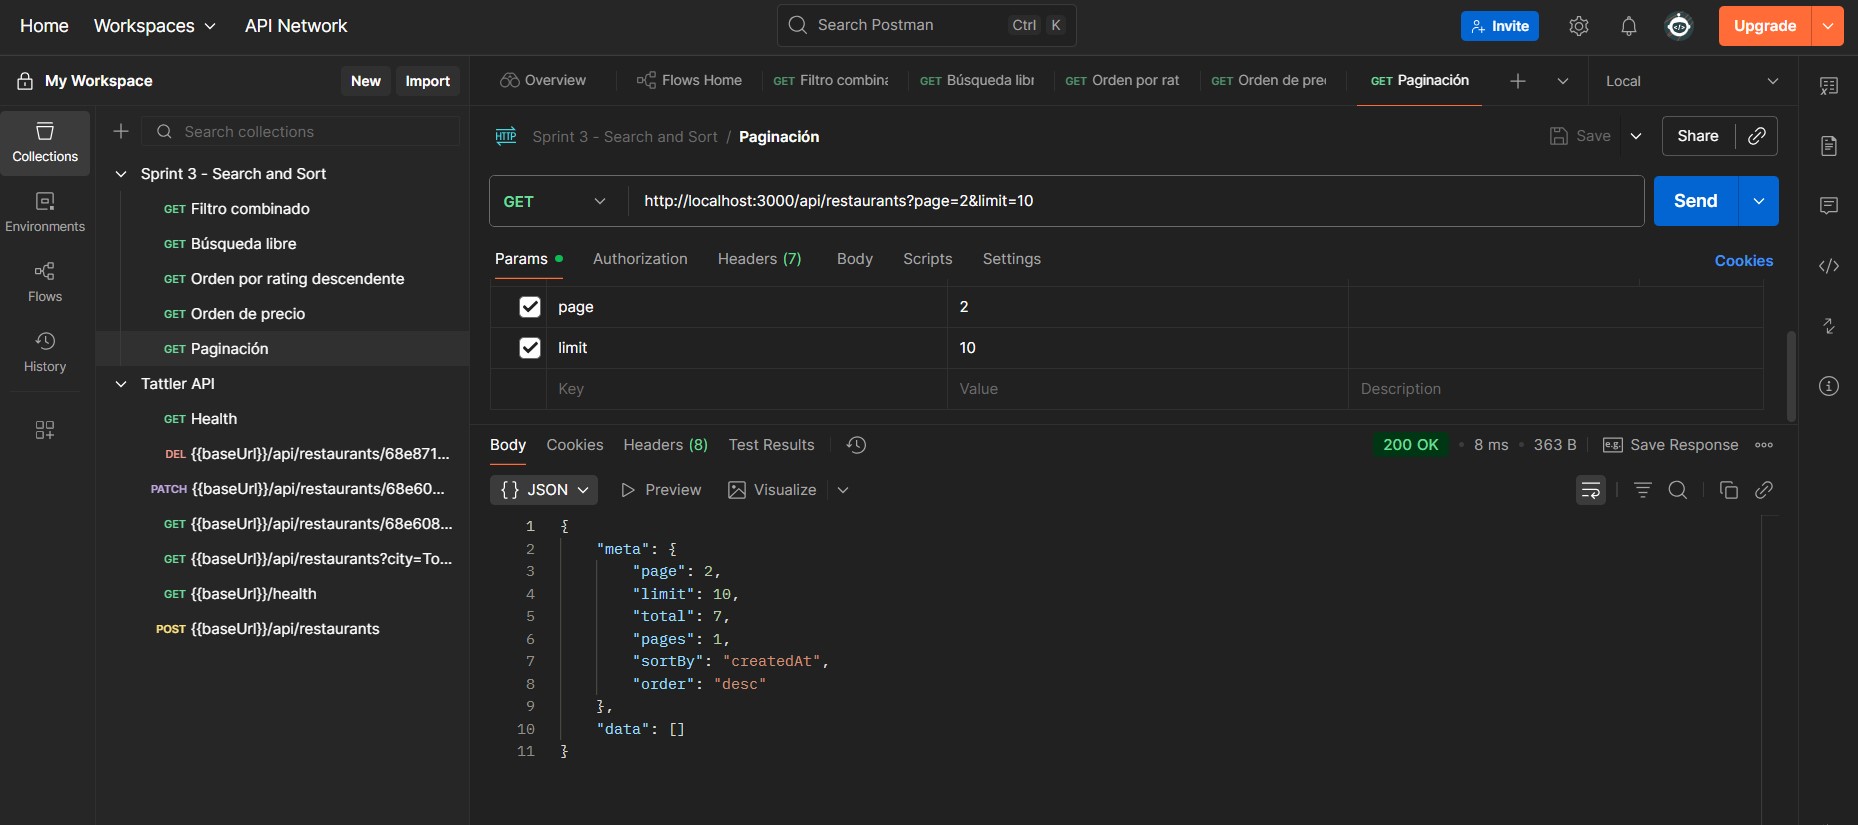 Home Workspaces API Network Search Postman Ctrl K Invite Upgrade
My Workspace New Import
Overview Flows Home GET Filtro combina GET Búsqueda libr GET Orden por rat GET Orden de pre GET Paginación Local
Collections
Environments
Flows
History
Search collections
Sprint 3 - Search and Sort
GET Filtro combinado
GET Búsqueda libre
GET Orden por rating descendente
GET Orden de precio
GET Paginación
Tattler API
GET Health
DEL {{baseUrl}}/api/restaurants/68e871...
PATCH {{baseUrl}}/api/restaurants/68e60...
GET {{baseUrl}}/api/restaurants/68e608...
GET {{baseUrl}}/api/restaurants?city=To...
GET {{baseUrl}}/health
POST {{baseUrl}}/api/restaurants
HTTP Sprint 3 - Search and Sort / Paginación Save Share
GET http://localhost:3000/api/restaurants?page=2&limit=10 Send
Params Authorization Headers (7) Body Scripts Settings Cookies
page 2
limit 10
Key Value Description
Body Cookies Headers (8) Test Results 200 OK • 8 ms • 363 B e.g. Save Response
{} JSON Preview Visualize
1 {
2 "meta": {
3 "page": 2,
4 "limit": 10,
5 "total": 7,
6 "pages": 1,
7 "sortBy": "createdAt",
8 "order": "desc"
9 },
10 "data": []
11 }